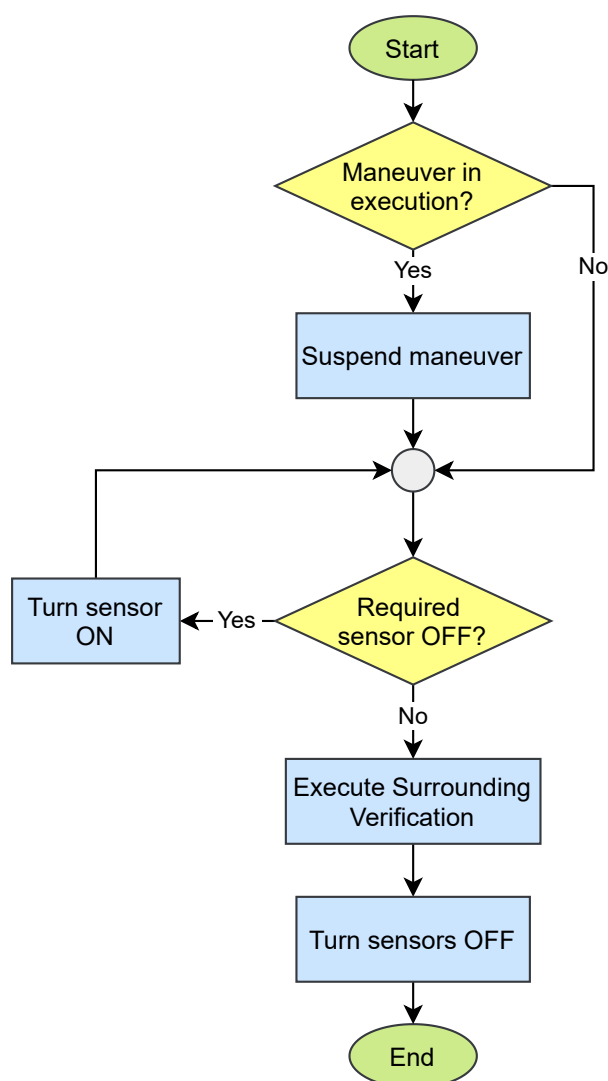 Start
Maneuver in
execution?
Yes
No
Suspend maneuver
Turn sensor
ON
Yes
Required
sensor OFF?
No
Execute Surrounding
Verification
Turn sensors OFF
End